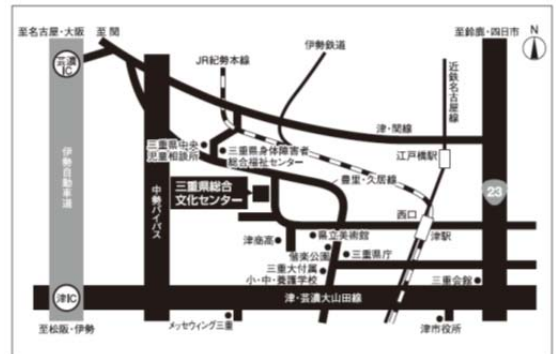 至名古屋・大阪
至 関
至鈴鹿・四日市
N
芸濃
IC
JR紀勢本線
伊勢鉄道
近鉄名古屋線
津・関線
三重県中央
児童相談所
三重県身体障害者
総合福祉センター
江戸橋駅
伊勢自動車道
中勢バイパス
三重県総合
文化センター
豊里・久居線
23
西口
津駅
津商高
県立美術館
偕楽公園
三重県庁
三重大付属
小・中・養護学校
三重会館
津IC
津・芸濃大山田線
至松阪・伊勢
メッセウィング三重
津市役所